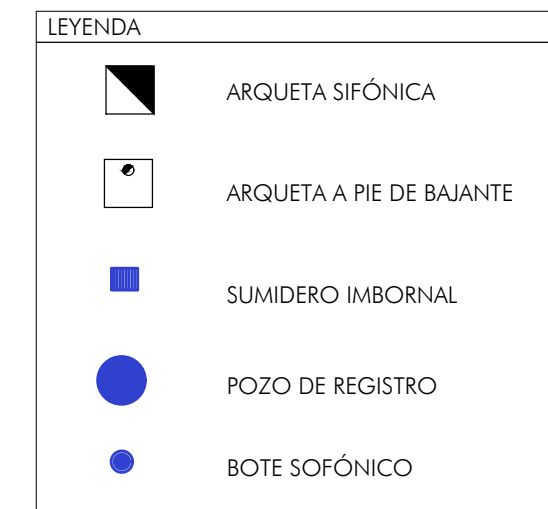 LEYENDA
ARQUETA SIFÓNICA
ARQUETA A PIE DE BAJANTE
SUMIDERO IMBORNAL
POZO DE REGISTRO
BOTE SOFÓNICO